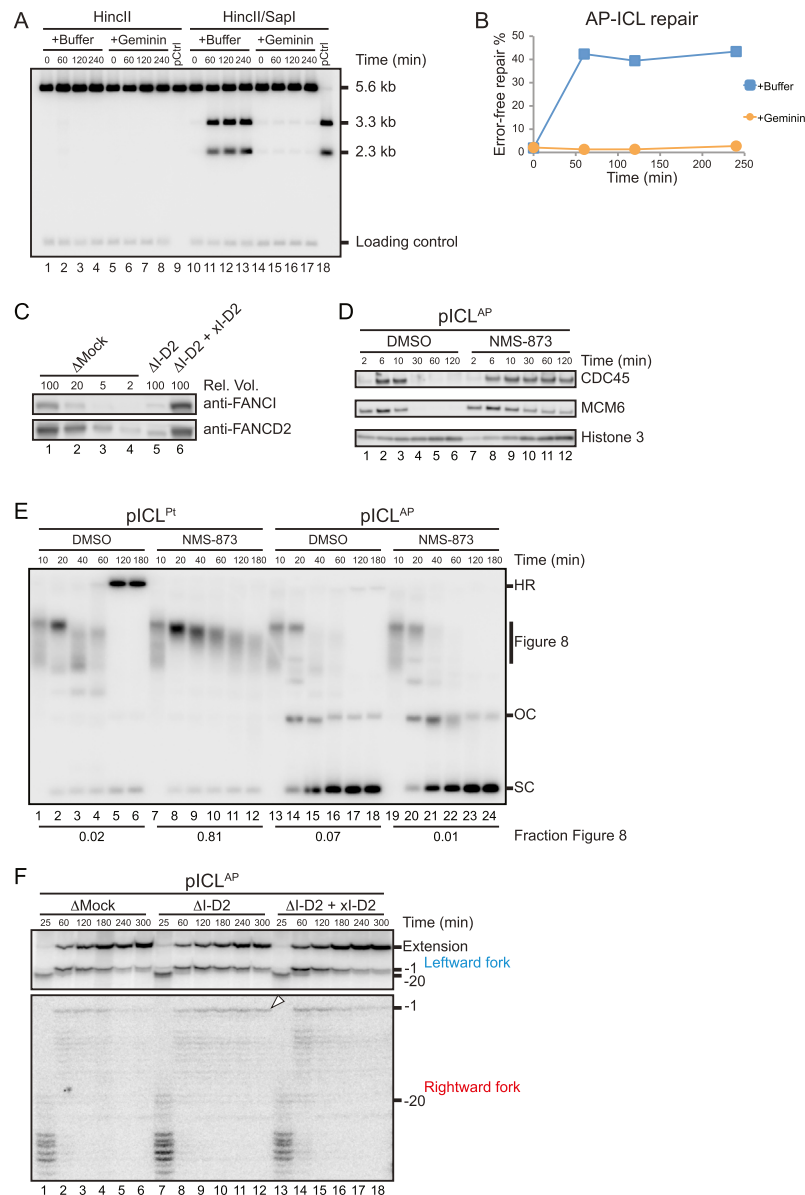 A
HincII HincII/SapI
+Buffer +Geminin pCtrl +Buffer +Geminin pCtrl
0 60 120 240 0 60 120 240 0 60 120 240 0 60 120 240 Time (min)
5.6 kb
3.3 kb
2.3 kb
Loading control
1 2 3 4 5 6 7 8 9 10 11 12 13 14 15 16 17 18
B
AP-ICL repair
Error-free repair %
50
40
30
20
10
0
0 50 100 150 200 250
Time (min)
+Buffer
+Geminin
C
ΔMock ΔI-D2 ΔI-D2 + xI-D2
100 20 5 2 100 100 Rel. Vol.
anti-FANCI
anti-FANCD2
1 2 3 4 5 6
D
pICLAP
DMSO NMS-873
2 6 10 30 60 120 2 6 10 30 60 120 Time (min)
CDC45
MCM6
Histone 3
1 2 3 4 5 6 7 8 9 10 11 12
E
pICLPt pICLAP
DMSO NMS-873 DMSO NMS-873
10 20 40 60 120 180 10 20 40 60 120 180 10 20 40 60 120 180 10 20 40 60 120 180 Time (min)
HR
Figure 8
OC
SC
1 2 3 4 5 6 7 8 9 10 11 12 13 14 15 16 17 18 19 20 21 22 23 24
0.02 0.81 0.07 0.01 Fraction Figure 8
F
pICLAP
ΔMock ΔI-D2 ΔI-D2 + xI-D2
25 60 120 180 240 300 25 60 120 180 240 300 25 60 120 180 240 300 Time (min)
Extension
-1 Leftward fork
-20
-1
-20
Rightward fork
1 2 3 4 5 6 7 8 9 10 11 12 13 14 15 16 17 18